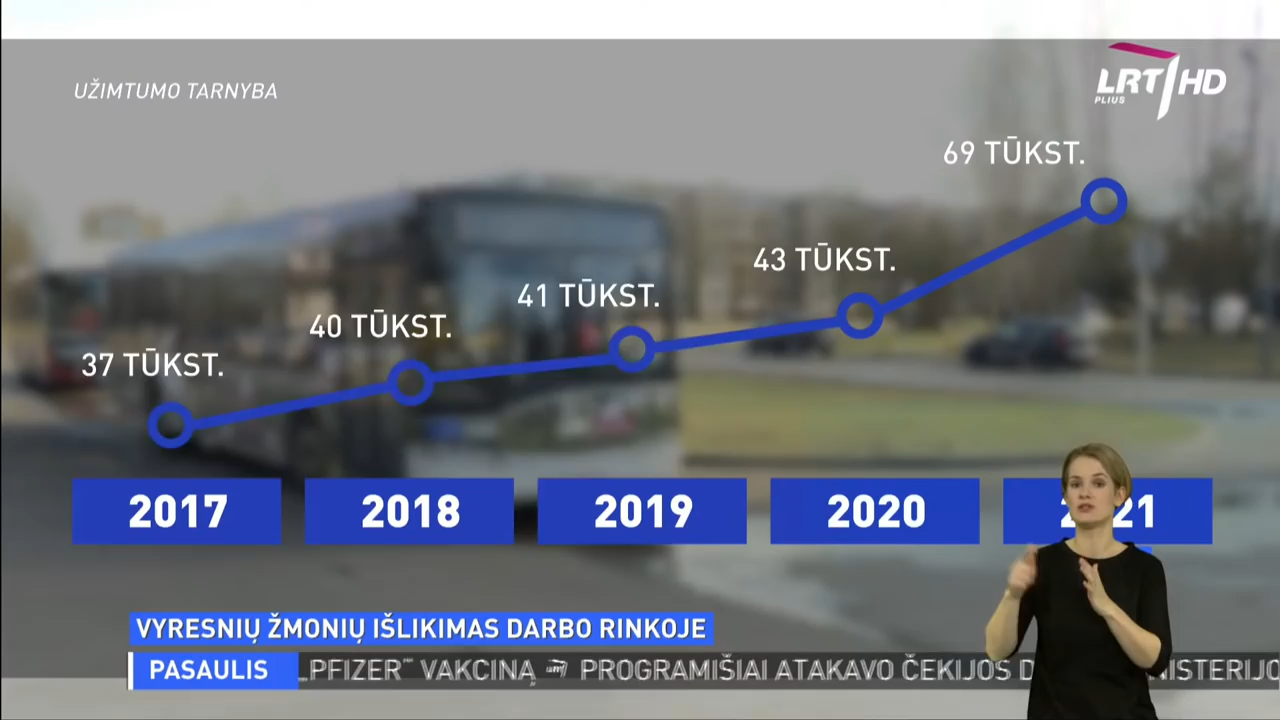 UŽIMTUMO TARNYBA
LRT HD
PLIUS
69 TŪKST.
43 TŪKST.
41 TŪKST.
40 TŪKST.
37 TŪKST.
2017 2018 2019 2020
VYRESNIŲ ŽMONIŲ IŠLIKIMAS DARBO RINKOJE
PASAULIS „PFIZER“ VAKCINĄ PROGRAMIŠIAI ATAKAVO ČEKIJOS